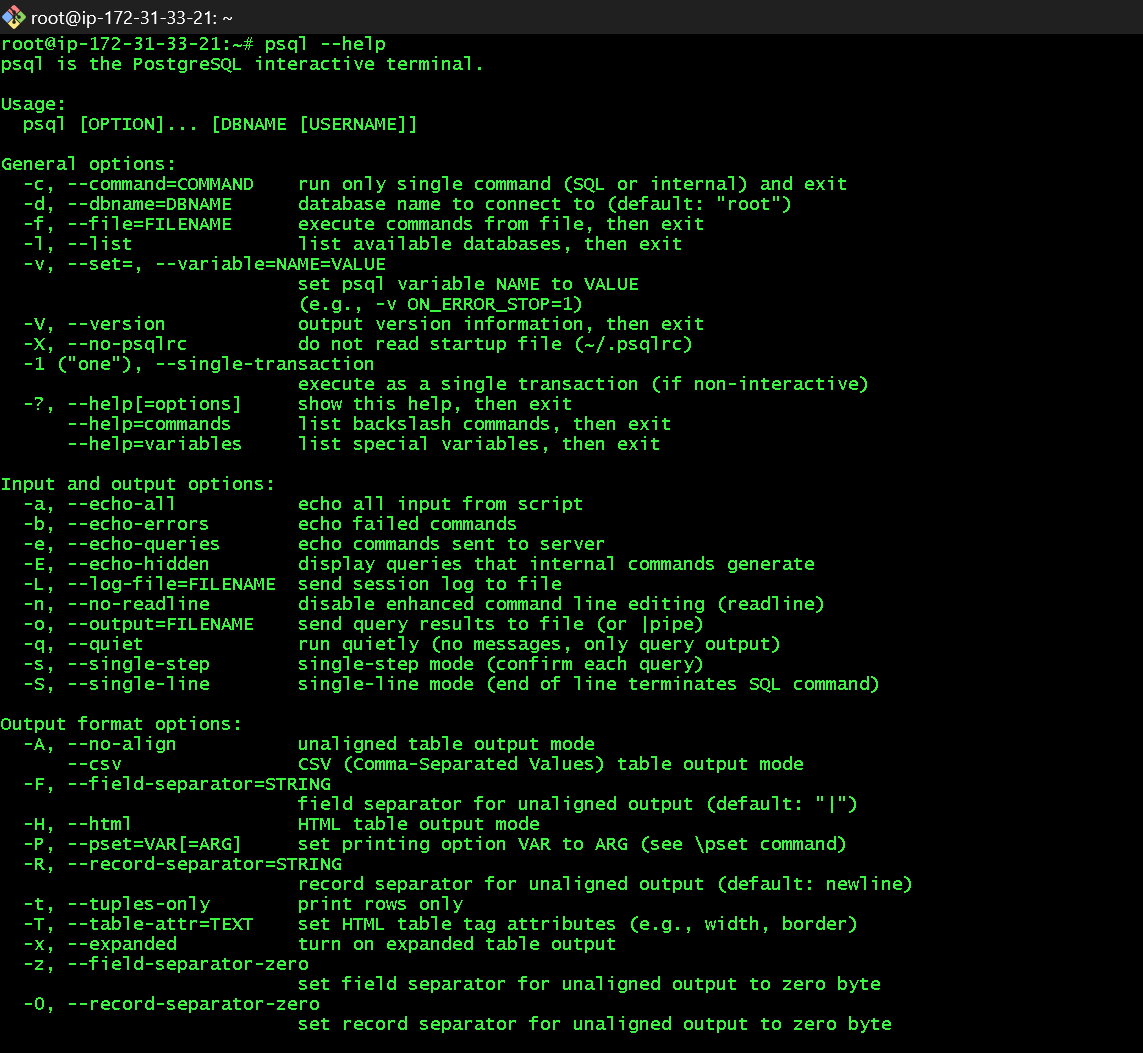 root@ip-172-31-33-21: ~
root@ip-172-31-33-21:~# psql --help
psql is the PostgreSQL interactive terminal.

Usage:
  psql [OPTION]... [DBNAME [USERNAME]]

General options:
  -c, --command=COMMAND    run only single command (SQL or internal) and exit
  -d, --dbname=DBNAME      database name to connect to (default: "root")
  -f, --file=FILENAME      execute commands from file, then exit
  -l, --list               list available databases, then exit
  -v, --set=, --variable=NAME=VALUE
                           set psql variable NAME to VALUE
                           (e.g., -v ON_ERROR_STOP=1)
  -V, --version            output version information, then exit
  -X, --no-psqlrc          do not read startup file (~/.psqlrc)
  -1 ("one"), --single-transaction
                           execute as a single transaction (if non-interactive)
  -?, --help[=options]     show this help, then exit
      --help=commands      list backslash commands, then exit
      --help=variables     list special variables, then exit

Input and output options:
  -a, --echo-all           echo all input from script
  -b, --echo-errors        echo failed commands
  -e, --echo-queries       echo commands sent to server
  -E, --echo-hidden        display queries that internal commands generate
  -L, --log-file=FILENAME  send session log to file
  -n, --no-readline        disable enhanced command line editing (readline)
  -o, --output=FILENAME    send query results to file (or |pipe)
  -q, --quiet              run quietly (no messages, only query output)
  -s, --single-step        single-step mode (confirm each query)
  -S, --single-line        single-line mode (end of line terminates SQL command)

Output format options:
  -A, --no-align           unaligned table output mode
      --csv                CSV (Comma-Separated Values) table output mode
  -F, --field-separator=STRING
                           field separator for unaligned output (default: "|")
  -H, --html               HTML table output mode
  -P, --pset=VAR[=ARG]     set printing option VAR to ARG (see \pset command)
  -R, --record-separator=STRING
                           record separator for unaligned output (default: newline)
  -t, --tuples-only        print rows only
  -T, --table-attr=TEXT    set HTML table tag attributes (e.g., width, border)
  -x, --expanded           turn on expanded table output
  -z, --field-separator-zero
                           set field separator for unaligned output to zero byte
  -0, --record-separator-zero
                           set record separator for unaligned output to zero byte